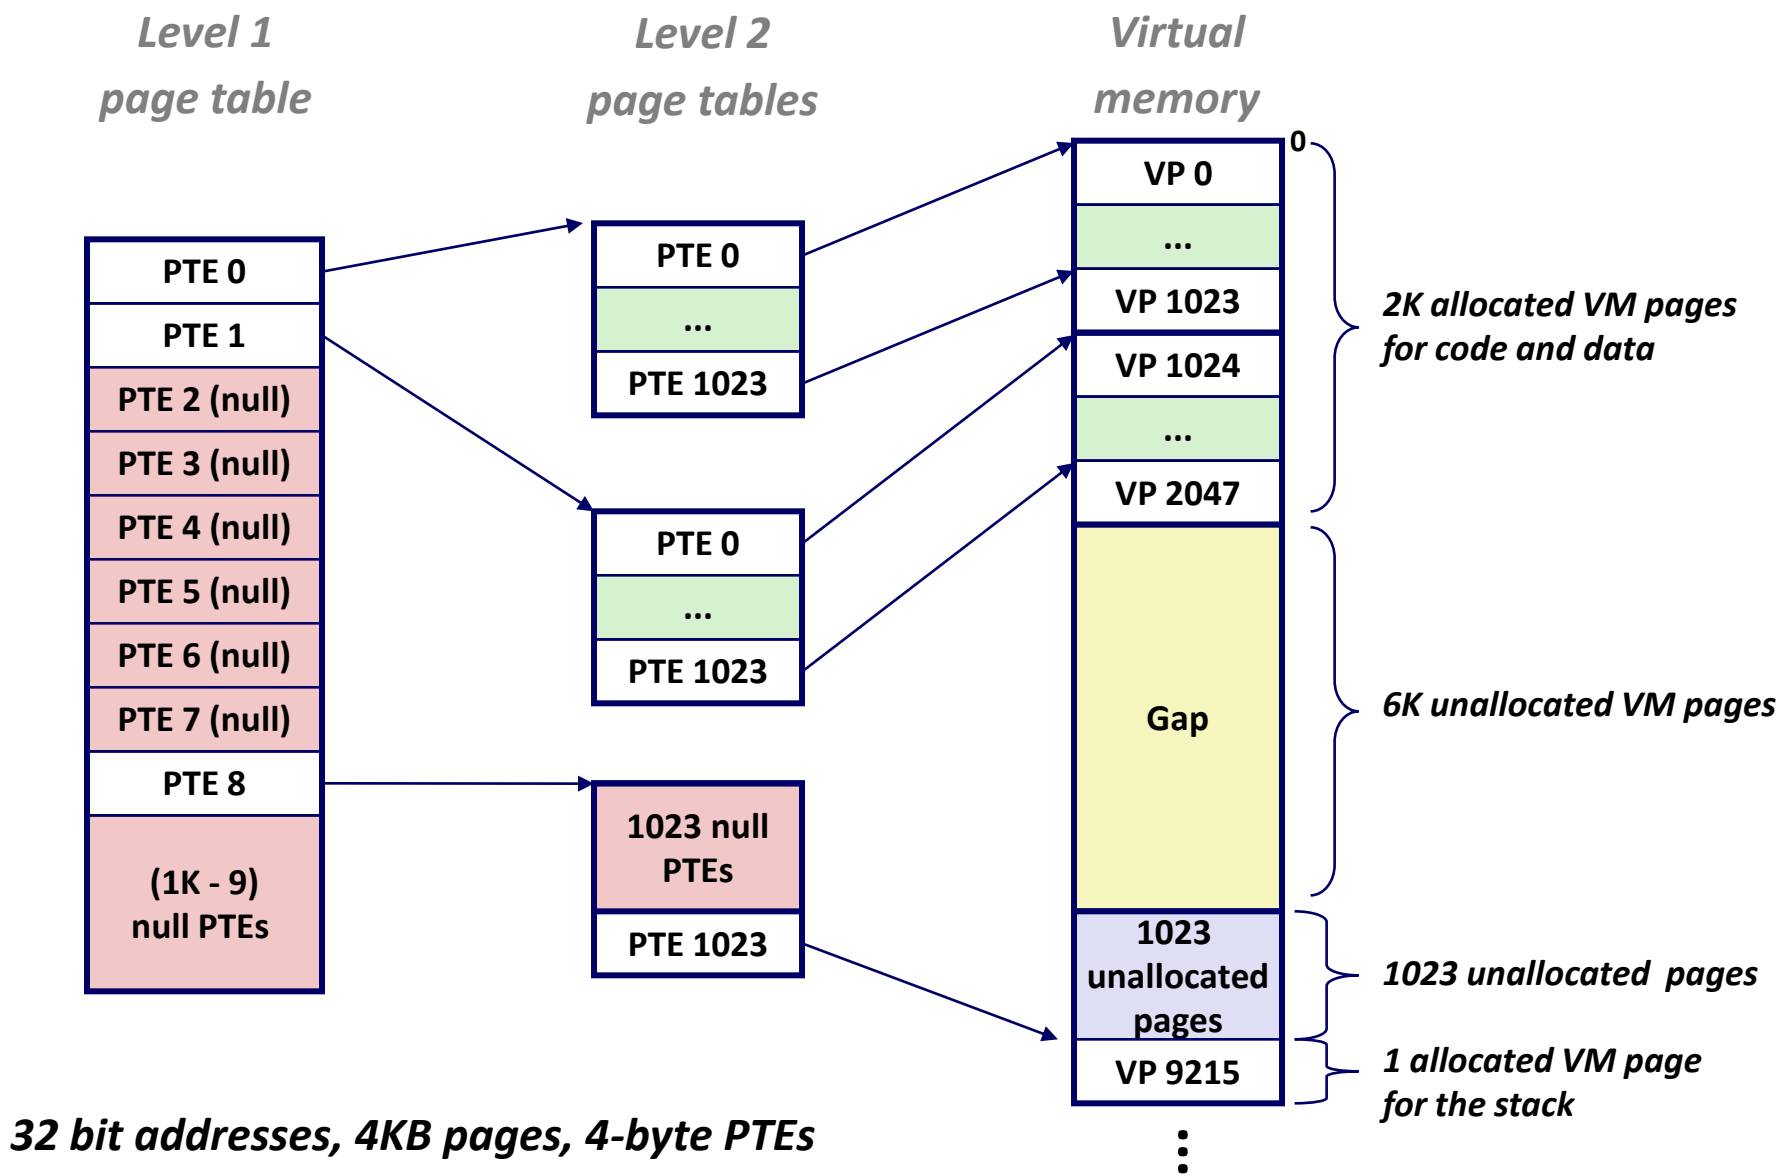 Level 1
page table
Level 2
page tables
Virtual
memory
PTE 0
PTE 1
PTE 2 (null)
PTE 3 (null)
PTE 4 (null)
PTE 5 (null)
PTE 6 (null)
PTE 7 (null)
PTE 8
(1K - 9)
null PTEs
PTE 0
...
PTE 1023
PTE 0
...
PTE 1023
1023 null
PTEs
PTE 1023
0
VP 0
...
VP 1023
VP 1024
...
VP 2047
Gap
1023
unallocated
pages
VP 9215
...
2K allocated VM pages
for code and data
6K unallocated VM pages
1023 unallocated pages
1 allocated VM page
for the stack
32 bit addresses, 4KB pages, 4-byte PTEs